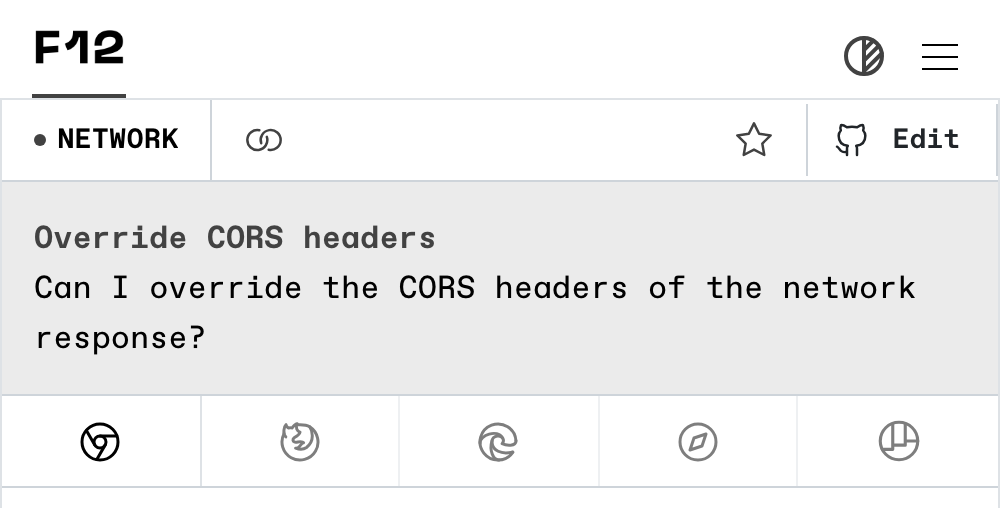 F12
NETWORK
Edit
Override CORS headers
Can I override the CORS headers of the network
response?